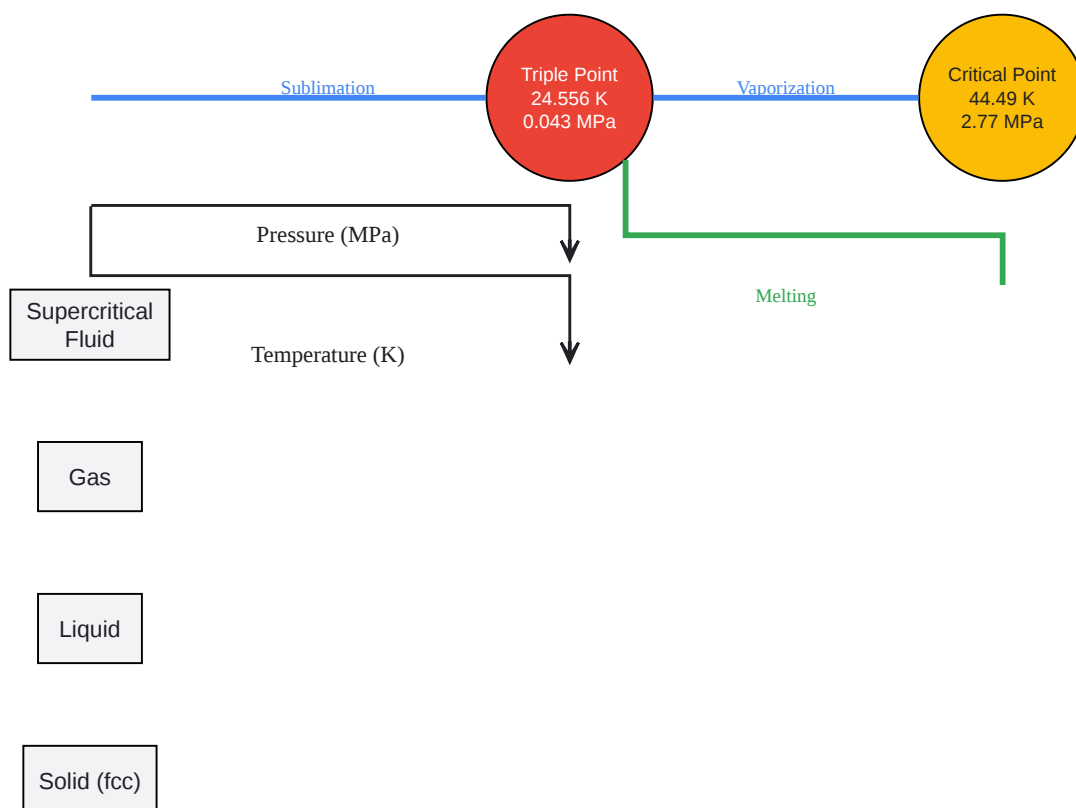 Sublimation
Triple Point
24.556 K
0.043 MPa
Vaporization
Critical Point
44.49 K
2.77 MPa
Pressure (MPa)
Melting
Supercritical
Fluid
Temperature (K)
Gas
Liquid
Solid (fcc)